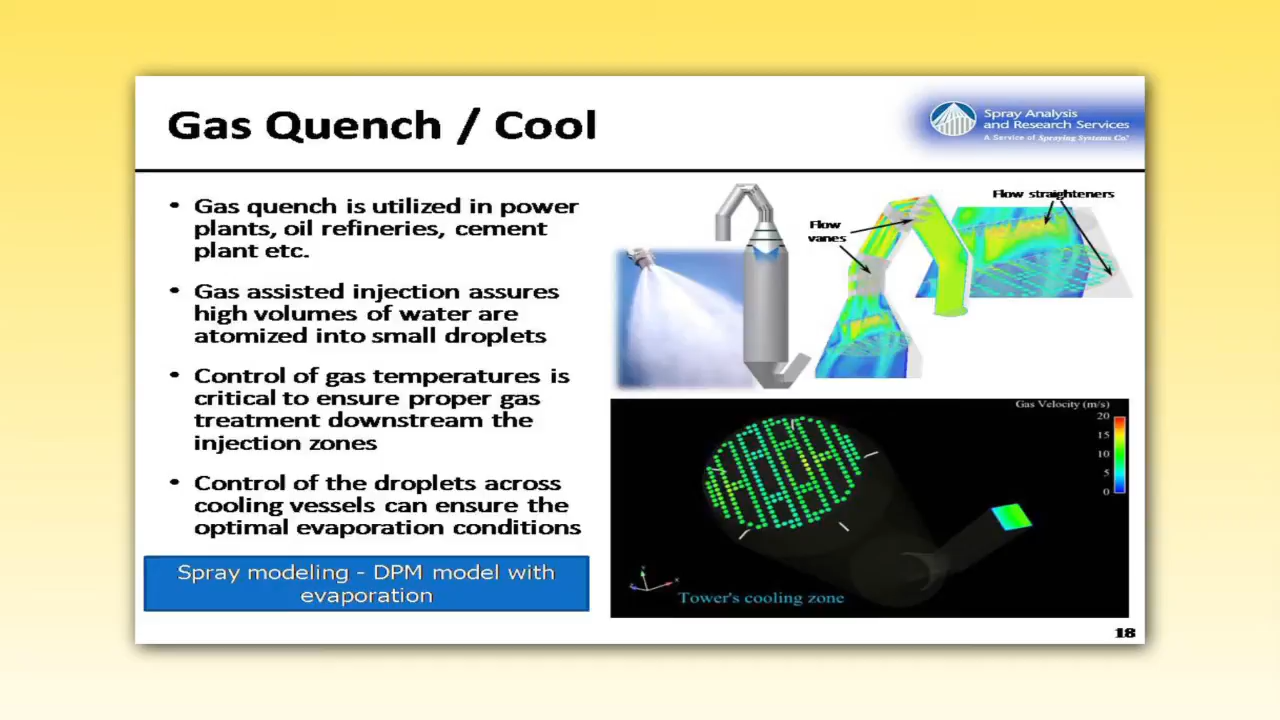 Gas Quench / Cool
Spray Analysis
and Research Services
A Service of Spraying Systems Co.®
• Gas quench is utilized in power
plants, oil refineries, cement
plant etc.
• Gas assisted injection assures
high volumes of water are
atomized into small droplets
• Control of gas temperatures is
critical to ensure proper gas
treatment downstream the
injection zones
• Control of the droplets across
cooling vessels can ensure the
optimal evaporation conditions
Spray modeling - DPM model with
evaporation
Flow straighteners
Flow
vanes
Gas Velocity (m/s)
20
15
10
5
0
Tower's cooling zone
18